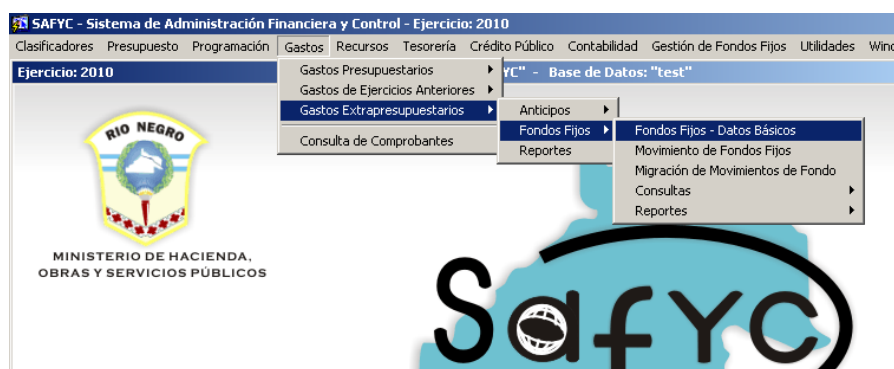 SAFYC - Sistema de Administración Financiera y Control - Ejercicio: 2010
Clasificadores Presupuesto Programación Gastos Recursos Tesorería Crédito Público Contabilidad Gestión de Fondos Fijos Utilidades Wind
Ejercicio: 2010 YC" - Base de Datos: "test"
Gastos Presupuestarios
Gastos de Ejercicios Anteriores
Gastos Extrapresupuestarios
Consulta de Comprobantes
Anticipos
Fondos Fijos
Reportes
Fondos Fijos - Datos Básicos
Movimiento de Fondos Fijos
Migración de Movimientos de Fondo
Consultas
Reportes
RIO NEGRO
MINISTERIO DE HACIENDA,
OBRAS Y SERVICIOS PÚBLICOS
SafYC